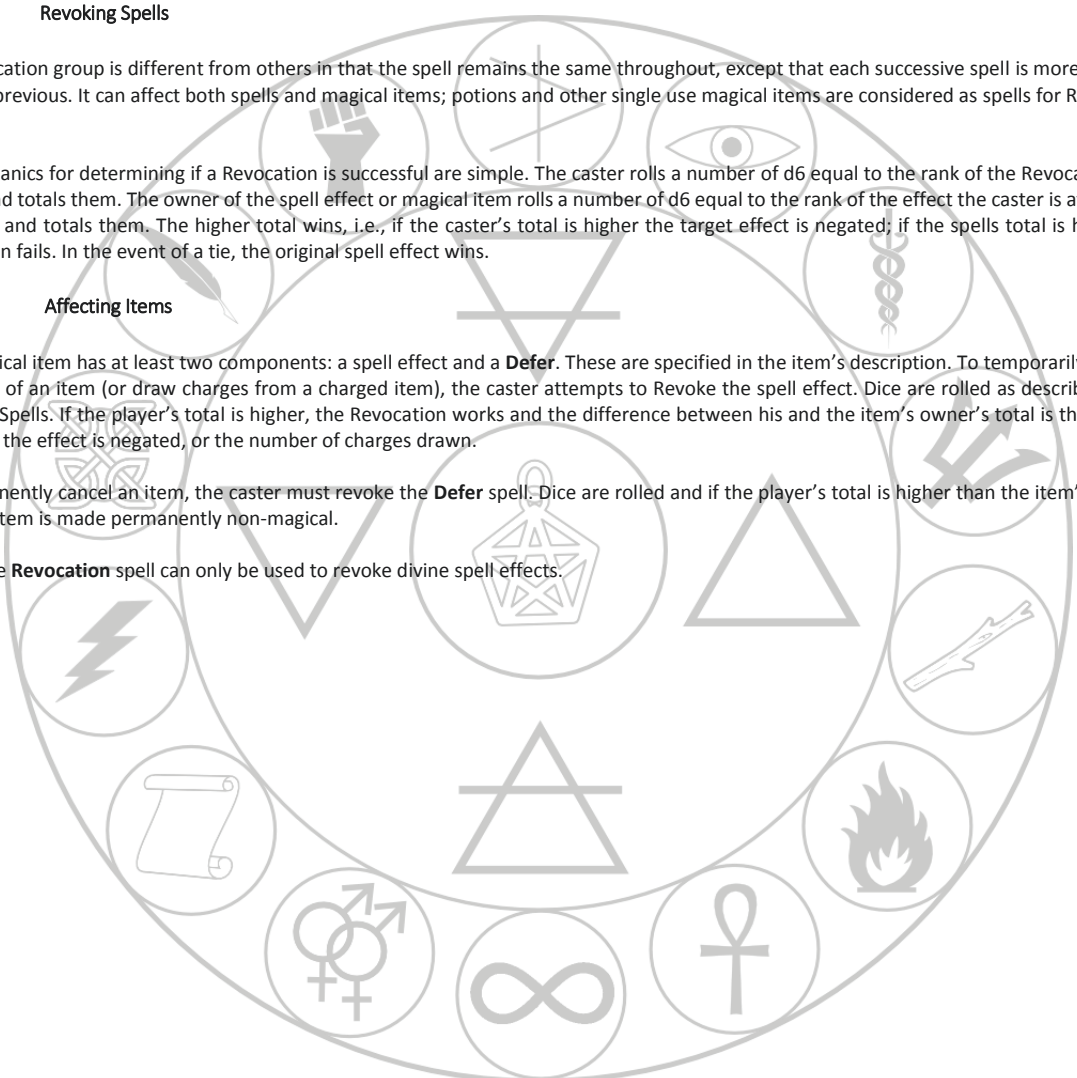 Revoking Spells
cation group is different from others in that the spell remains the same throughout, except that each successive spell is more
previous. It can affect both spells and magical items; potions and other single use magical items are considered as spells for R
anics for determining if a Revocation is successful are simple. The caster rolls a number of d6 equal to the rank of the Revoca
nd totals them. The owner of the spell effect or magical item rolls a number of d6 equal to the rank of the effect the caster is a
and totals them. The higher total wins, i.e., if the caster's total is higher the target effect is negated; if the spells total is h
n fails. In the event of a tie, the original spell effect wins.
Affecting Items
ical item has at least two components: a spell effect and a Defer. These are specified in the item's description. To temporaril
of an item (or draw charges from a charged item), the caster attempts to Revoke the spell effect. Dice are rolled as describ
Spells. If the player's total is higher, the Revocation works and the difference between his and the item's owner's total is th
the effect is negated, or the number of charges drawn.
nently cancel an item, the caster must revoke the Defer spell. Dice are rolled and if the player's total is higher than the item'
tem is made permanently non-magical.
e Revocation spell can only be used to revoke divine spell effects.